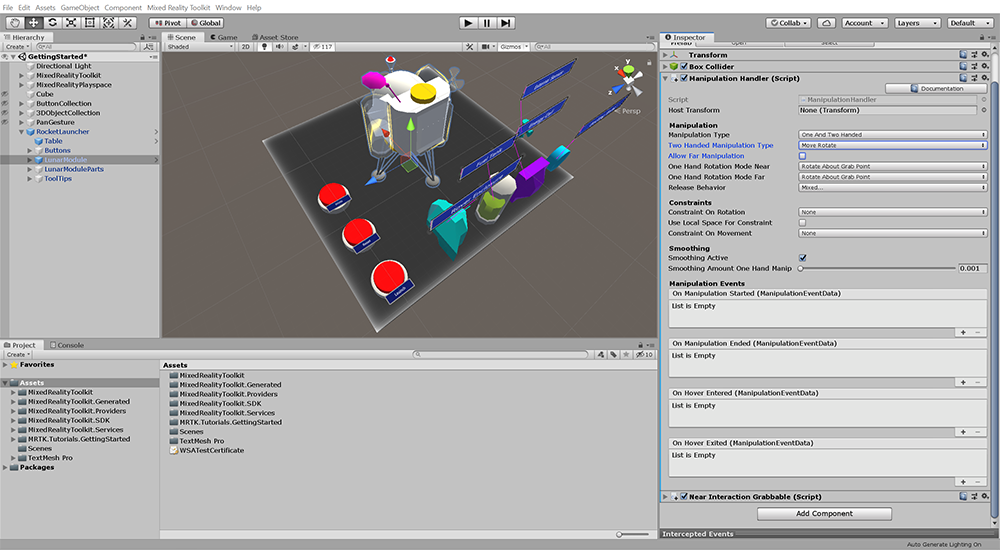 File Edit Assets GameObject Component Mixed Reality Toolkit Window Help
Pivot Global Collab Account Layers Default
Hierarchy
Create All
GettingStarted*
Directional Light
MixedRealityToolkit
MixedRealityPlayspace
Cube
ButtonCollection
3DObjectCollection
PanGesture
RocketLauncher
Table
Buttons
LunarModule
LunarModuleParts
ToolTips
Scene Game Asset Store
Shaded 2D 117 Gizmos All
Y
X
Z
Persp
Fuel Tank
Inspector
Prefab Open Select
Transform
Box Collider
Manipulation Handler (Script)
Documentation
Script ManipulationHandler
Host Transform None (Transform)
Manipulation
Manipulation Type One And Two Handed
Two Handed Manipulation Type Move Rotate
Allow Far Manipulation
One Hand Rotation Mode Near Rotate About Grab Point
One Hand Rotation Mode Far Rotate About Grab Point
Release Behavior Mixed...
Constraints
Constraint On Rotation None
Use Local Space For Constraint
Constraint On Movement None
Smoothing
Smoothing Active
Smoothing Amount One Hand Manip 0.001
Manipulation Events
On Manipulation Started (ManipulationEventData)
List is Empty
On Manipulation Ended (ManipulationEventData)
List is Empty
On Hover Entered (ManipulationEventData)
List is Empty
On Hover Exited (ManipulationEventData)
List is Empty
Near Interaction Grabbable (Script)
Add Component
Intercepted Events
Project Console
Create 10
Favorites
Assets
MixedRealityToolkit
MixedRealityToolkit.Generated
MixedRealityToolkit.Providers
MixedRealityToolkit.SDK
MixedRealityToolkit.Services
MRTK.Tutorials.GettingStarted
Scenes
TextMesh Pro
Packages
Assets
MixedRealityToolkit
MixedRealityToolkit.Generated
MixedRealityToolkit.Providers
MixedRealityToolkit.SDK
MixedRealityToolkit.Services
MRTK.Tutorials.GettingStarted
Scenes
TextMesh Pro
WSATestCertificate
Auto Generate Lighting On